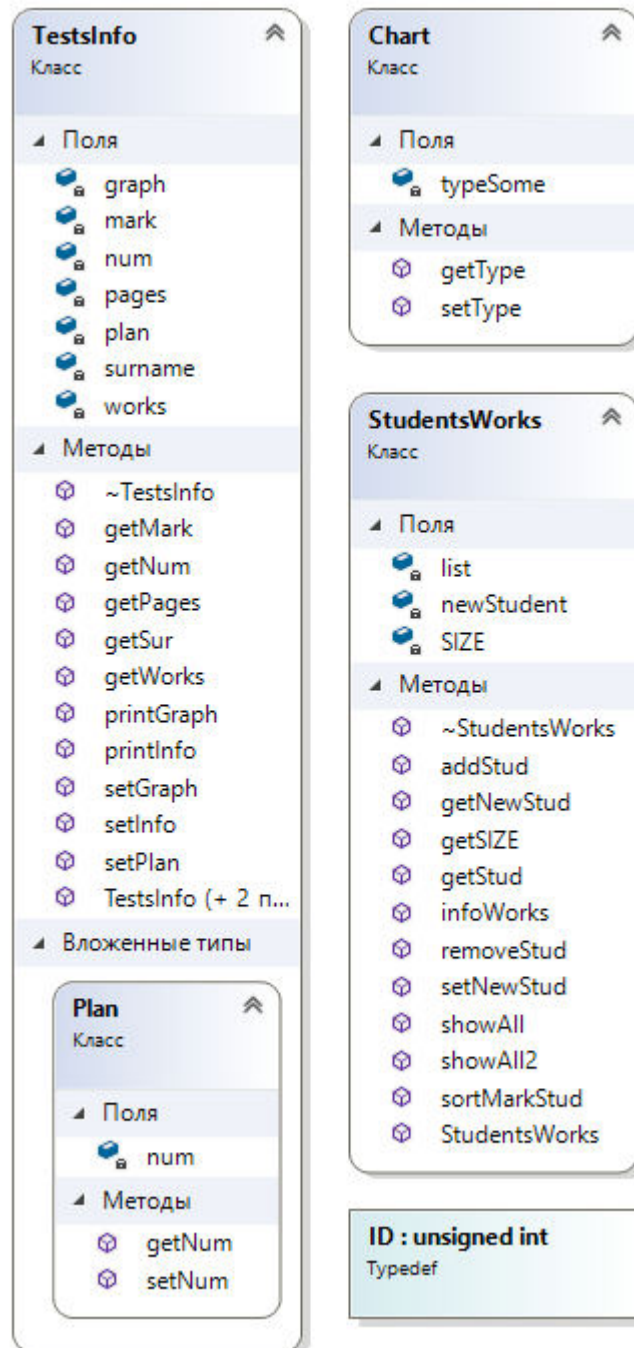 TestsInfo
Класс
Поля
graph
mark
num
pages
plan
surname
works
Методы
~TestsInfo
getMark
getNum
getPages
getSur
getWorks
printGraph
printInfo
setGraph
setInfo
setPlan
TestsInfo (+ 2 п...
Вложенные типы
Plan
Класс
Поля
num
Методы
getNum
setNum
Chart
Класс
Поля
typeSome
Методы
getType
setType
StudentsWorks
Класс
Поля
list
newStudent
SIZE
Методы
~StudentsWorks
addStud
getNewStud
getSIZE
getStud
infoWorks
removeStud
setNewStud
showAll
showAll2
sortMarkStud
StudentsWorks
ID : unsigned int
Typedef